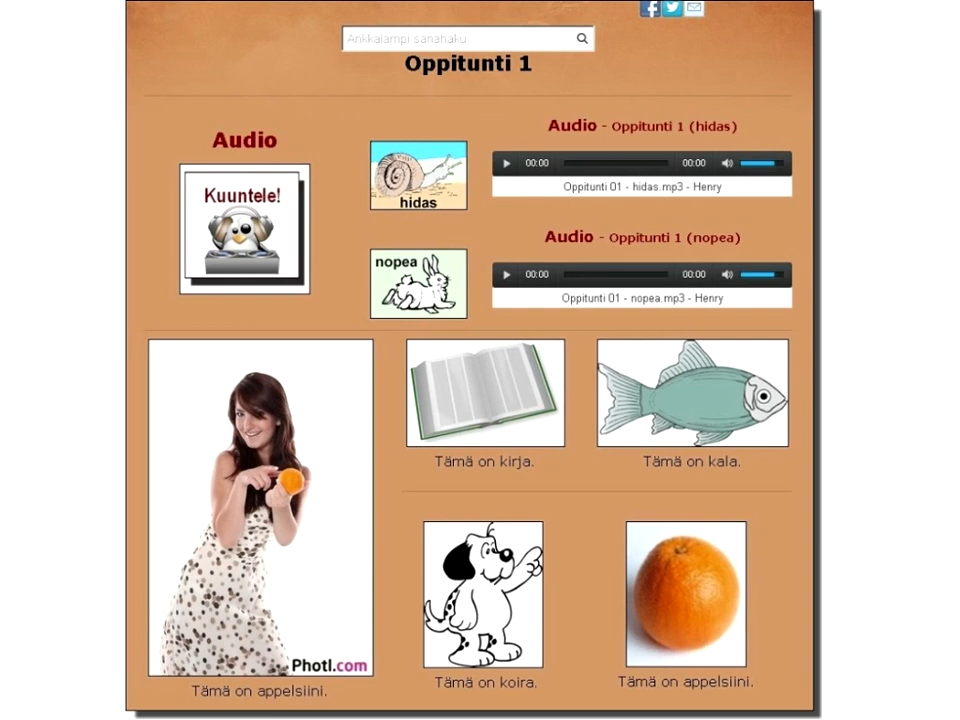 Ankkalampi sanahaku
Oppitunti 1
Audio
Kuuntele!
hidas
Audio - Oppitunti 1 (hidas)
00:00 00:00
Oppitunti 01 - hidas.mp3 - Henry
nopea
Audio - Oppitunti 1 (nopea)
00:00 00:00
Oppitunti 01 - nopea.mp3 - Henry
PhotL.com
Tämä on appelsiini.
Tämä on kirja.
Tämä on kala.
Tämä on koira.
Tämä on appelsiini.